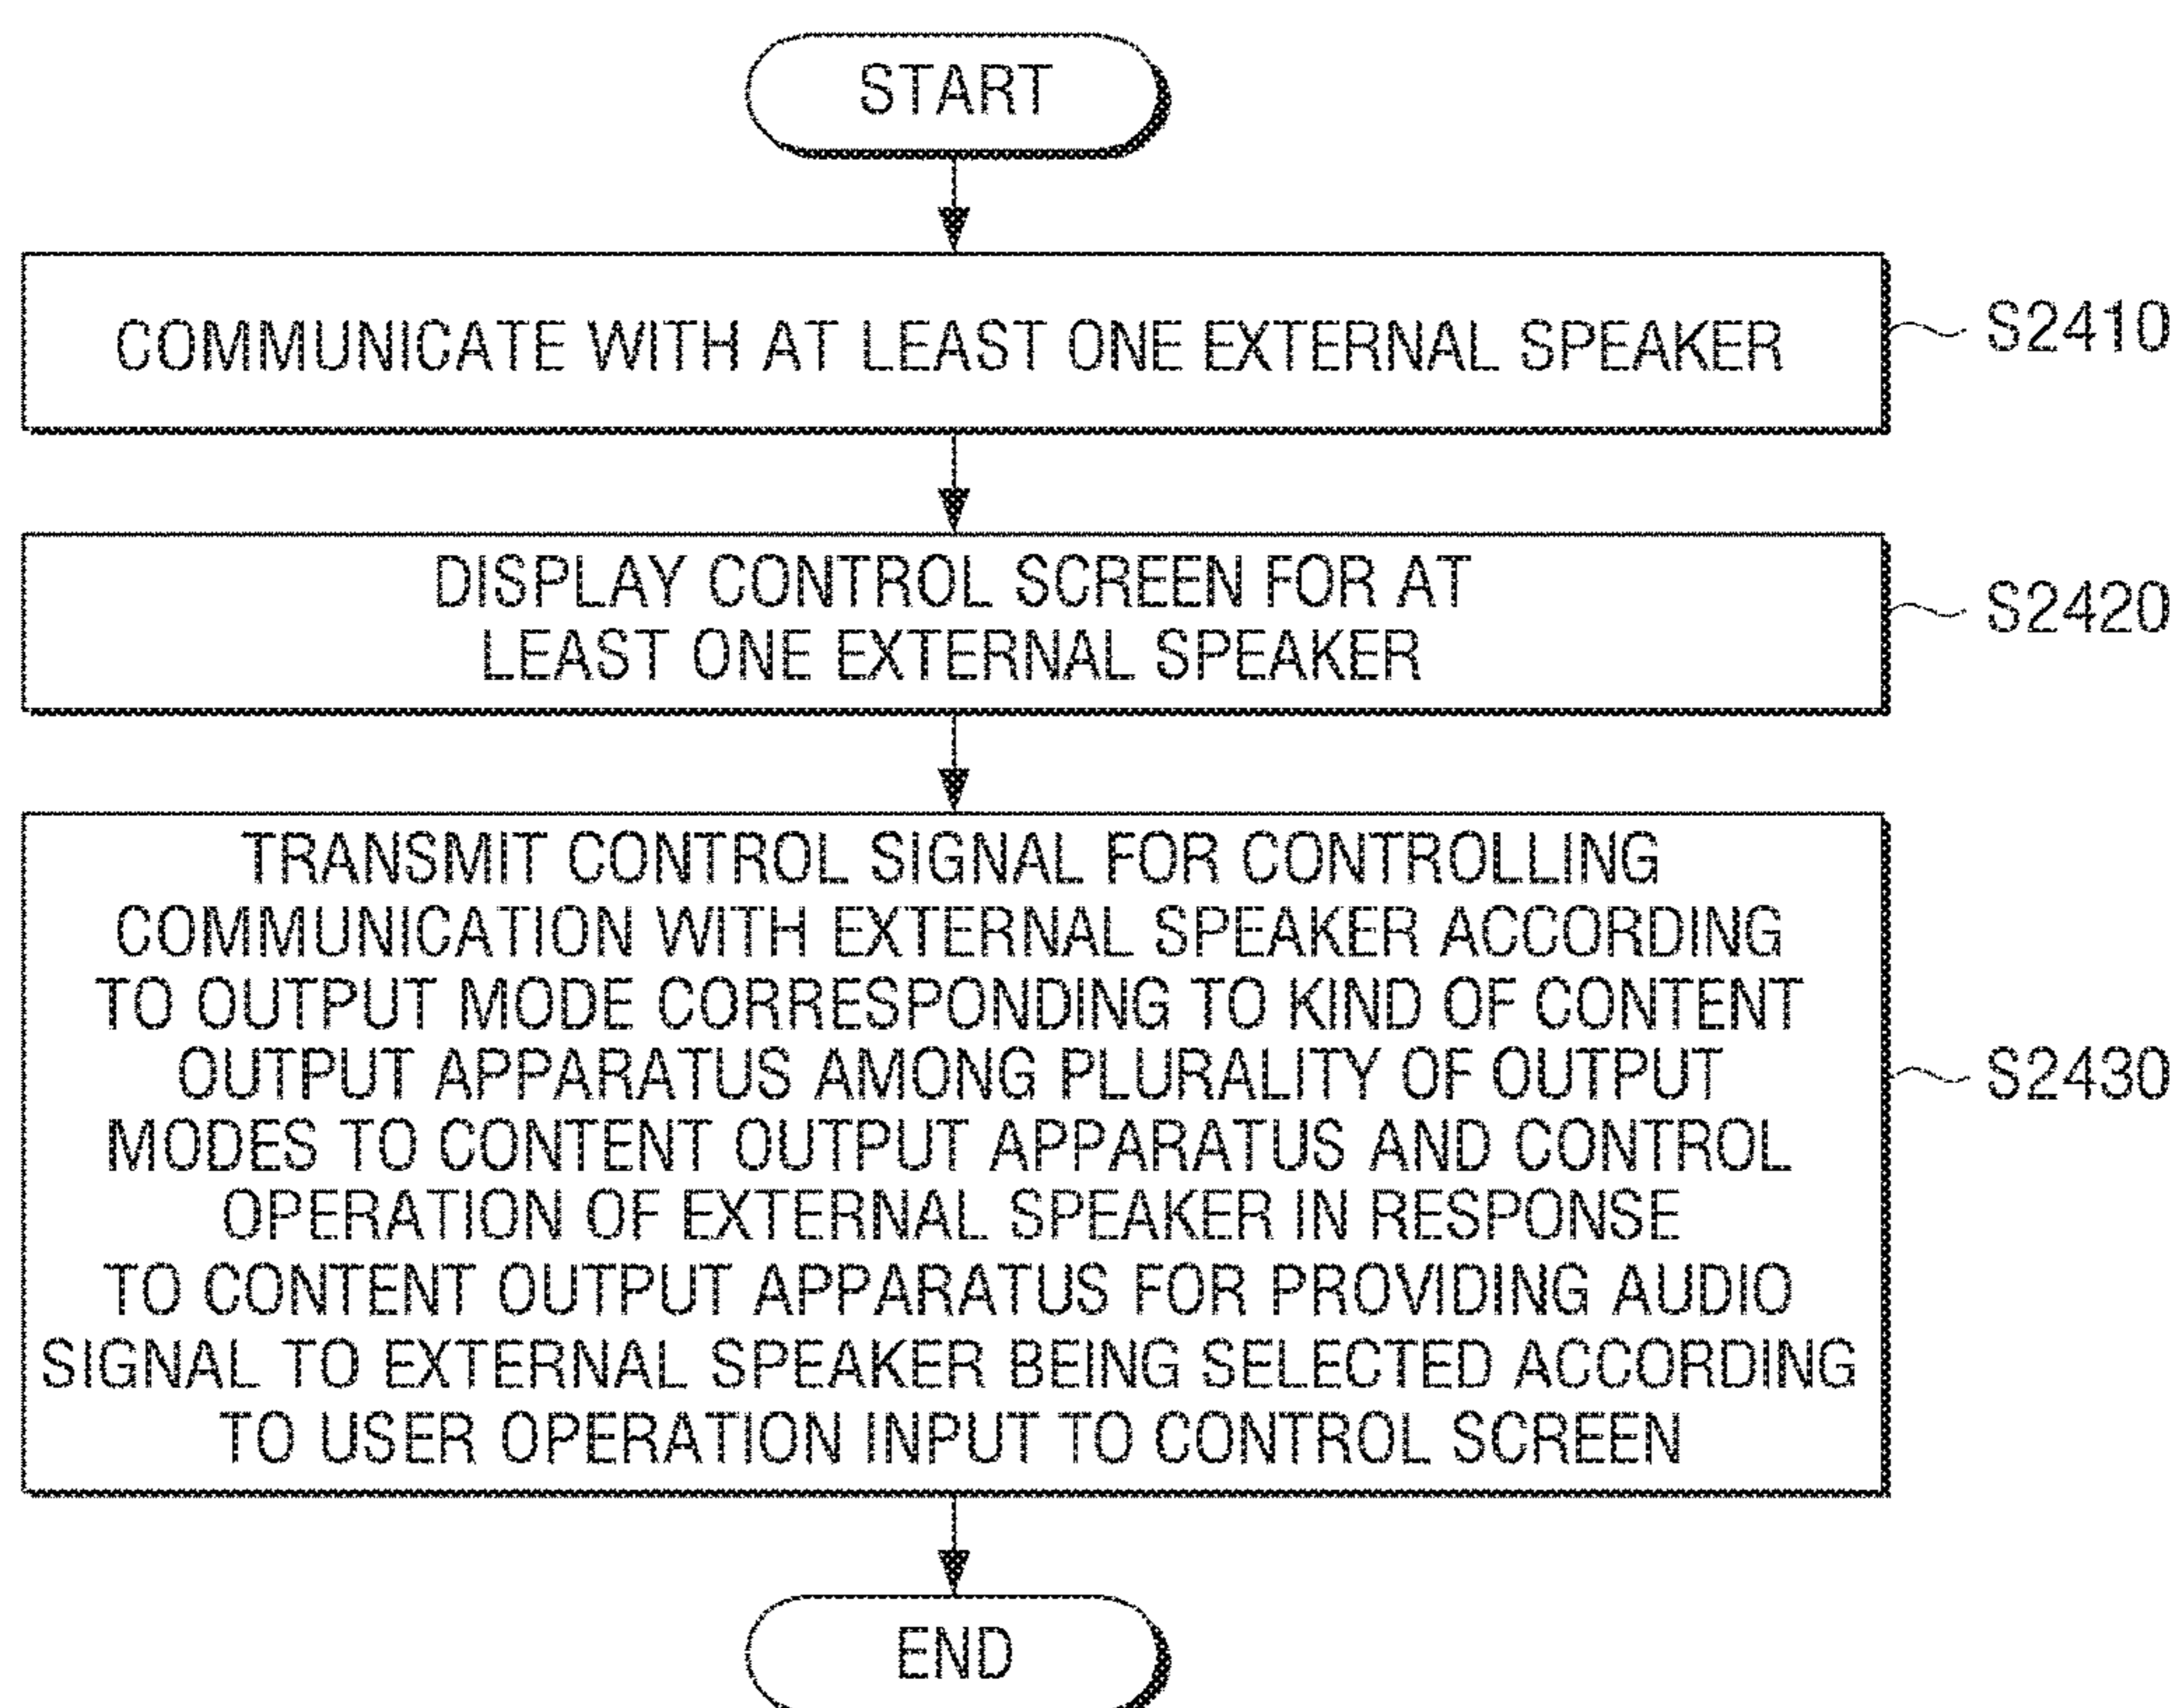 START
COMMUNICATE WITH AT LEAST ONE EXTERNAL SPEAKER
S2410
DISPLAY CONTROL SCREEN FOR AT
LEAST ONE EXTERNAL SPEAKER
S2420
TRANSMIT CONTROL SIGNAL FOR CONTROLLING
COMMUNICATION WITH EXTERNAL SPEAKER ACCORDING
TO OUTPUT MODE CORRESPONDING TO KIND OF CONTENT
OUTPUT APPARATUS AMONG PLURALITY OF OUTPUT
MODES TO CONTENT OUTPUT APPARATUS AND CONTROL
OPERATION OF EXTERNAL SPEAKER IN RESPONSE
TO CONTENT OUTPUT APPARATUS FOR PROVIDING AUDIO
SIGNAL TO EXTERNAL SPEAKER BEING SELECTED ACCORDING
TO USER OPERATION INPUT TO CONTROL SCREEN
S2430
END